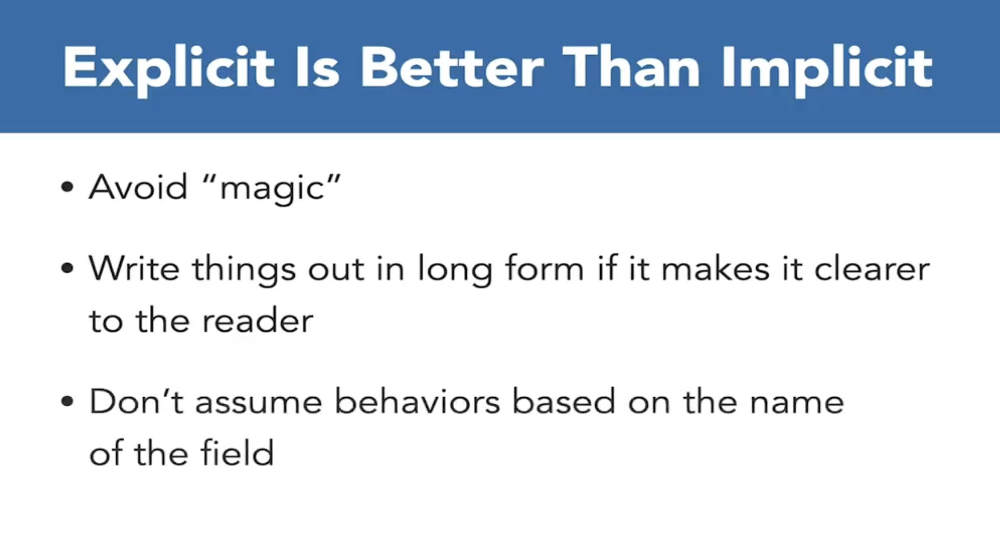 Explicit Is Better Than Implicit
• Avoid “magic”
• Write things out in long form if it makes it clearer
to the reader
• Don’t assume behaviors based on the name
of the field